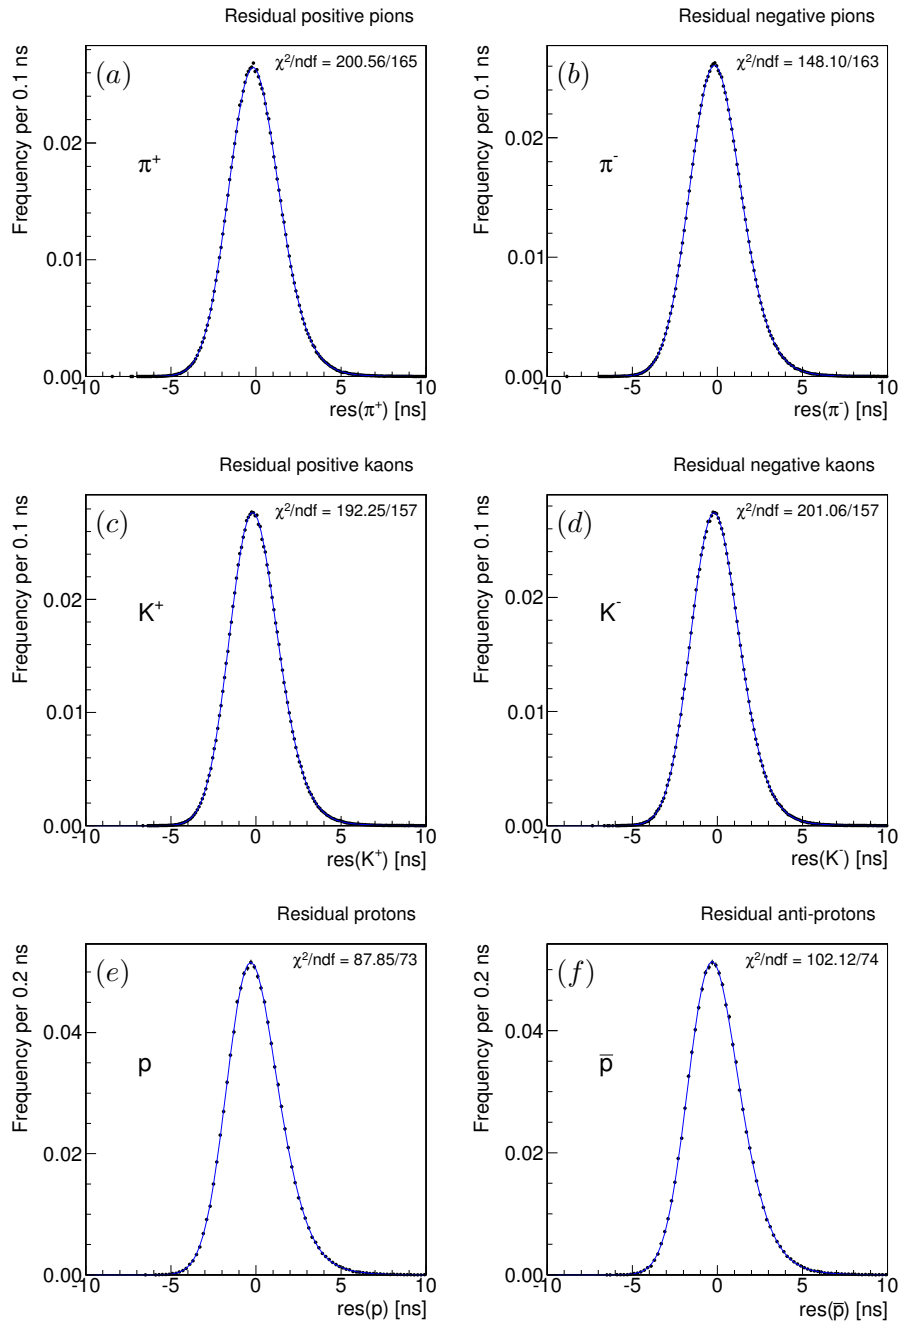 Residual positive pions
Frequency per 0.1 ns
(a)
χ²/ndf = 200.56/165
π⁺
0.02
0.01
0.00
-10 -5 0 5 10
res(π⁺) [ns]
Residual negative pions
Frequency per 0.1 ns
(b)
χ²/ndf = 148.10/163
π⁻
0.02
0.01
0.00
-10 -5 0 5 10
res(π⁻) [ns]
Residual positive kaons
Frequency per 0.1 ns
(c)
χ²/ndf = 192.25/157
K⁺
0.02
0.01
0.00
-10 -5 0 5 10
res(K⁺) [ns]
Residual negative kaons
Frequency per 0.1 ns
(d)
χ²/ndf = 201.06/157
K⁻
0.02
0.01
0.00
-10 -5 0 5 10
res(K⁻) [ns]
Residual protons
Frequency per 0.2 ns
(e)
χ²/ndf = 87.85/73
p
0.04
0.02
0.00
-10 -5 0 5 10
res(p) [ns]
Residual anti-protons
Frequency per 0.2 ns
(f)
χ²/ndf = 102.12/74
p̅
0.04
0.02
0.00
-10 -5 0 5 10
res(p̅) [ns]